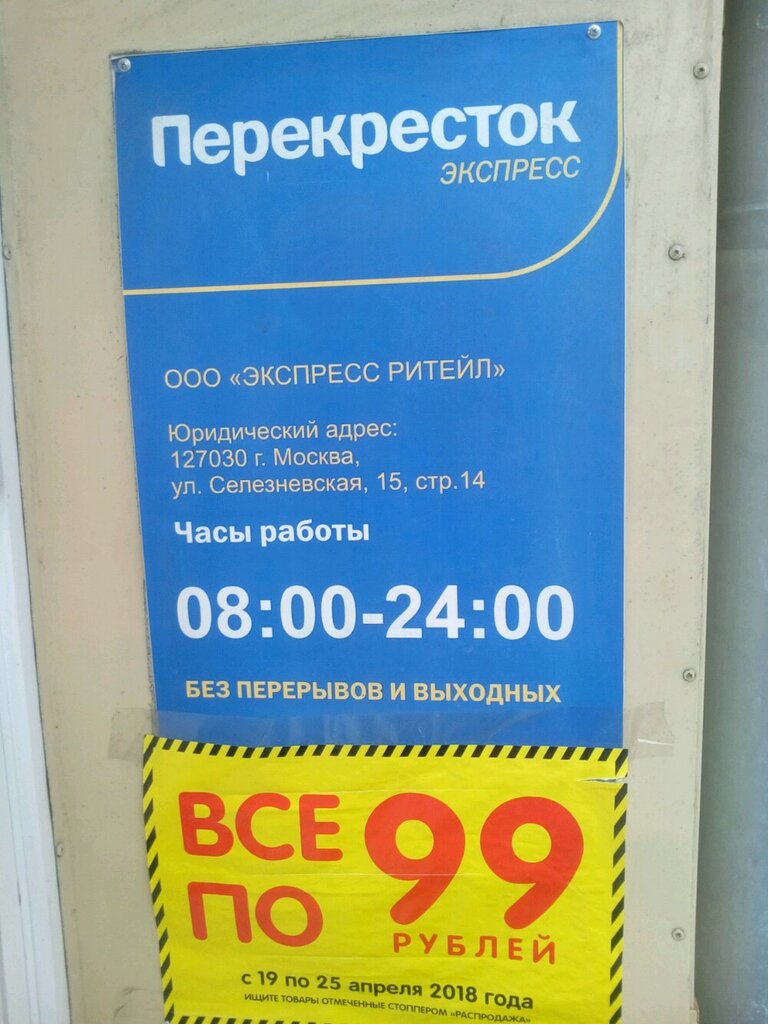 Перекресток
ЭКСПРЕСС
ООО «ЭКСПРЕСС РИТЕЙЛ»
Юридический адрес:
127030 г. Москва,
ул. Селезневская, 15, стр.14
Часы работы
08:00-24:00
БЕЗ ПЕРЕРЫВОВ И ВЫХОДНЫХ
ВСЕ ПО 99
РУБЛЕЙ
с 19 по 25 апреля 2018 года
ИЩИТЕ ТОВАРЫ ОТМЕЧЕННЫЕ СТОППЕРОМ «РАСПРОДАЖА»